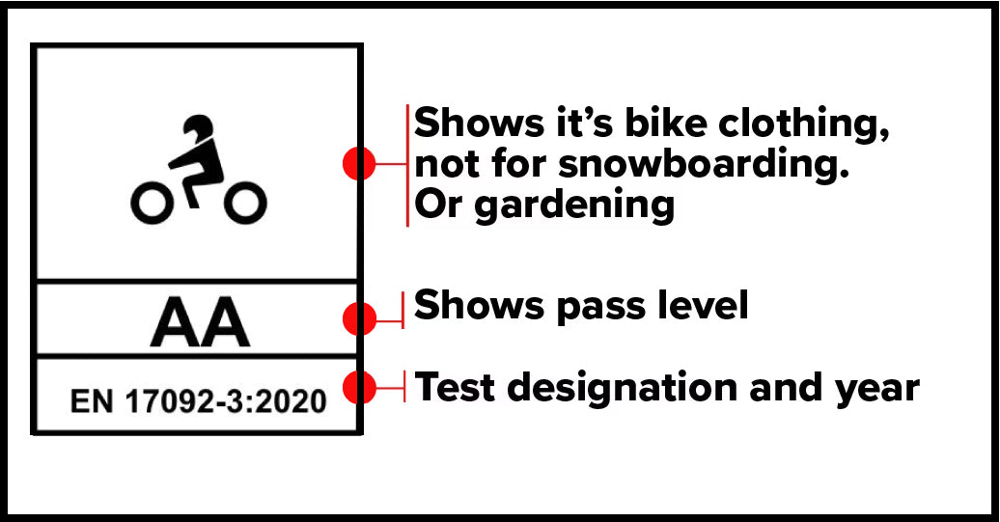 Shows it’s bike clothing,
not for snowboarding.
Or gardening
AA
Shows pass level
EN 17092-3:2020
Test designation and year